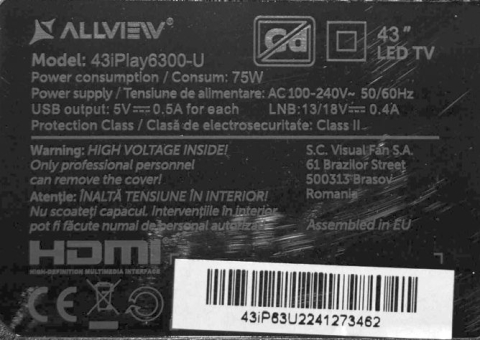 ALLVIEW
Cd
43"
LED TV
Model: 43iPlay6300-U
Power consumption / Consum: 75W
Power supply / Tensiune de alimentare: AC 100-240V~ 50/60Hz
USB output: 5V⎓0.5A for each LNB:13/18V⎓0.4A
Protection Class / Clasă de electrosecuritate: Class II
Warning: HIGH VOLTAGE INSIDE!
Only professional personnel
can remove the cover!
Atenție: ÎNALTĂ TENSIUNE ÎN INTERIOR!
Nu scoateți capacul. Intervențiile în interior
pot fi făcute numai de personal autorizat.
S.C. Visual Fan S.A.
61 Brazilor Street
500313 Brasov
Romania
Assembled in EU
HDMI
HIGH-DEFINITION MULTIMEDIA INTERFACE
CE
43iP63U2241273462